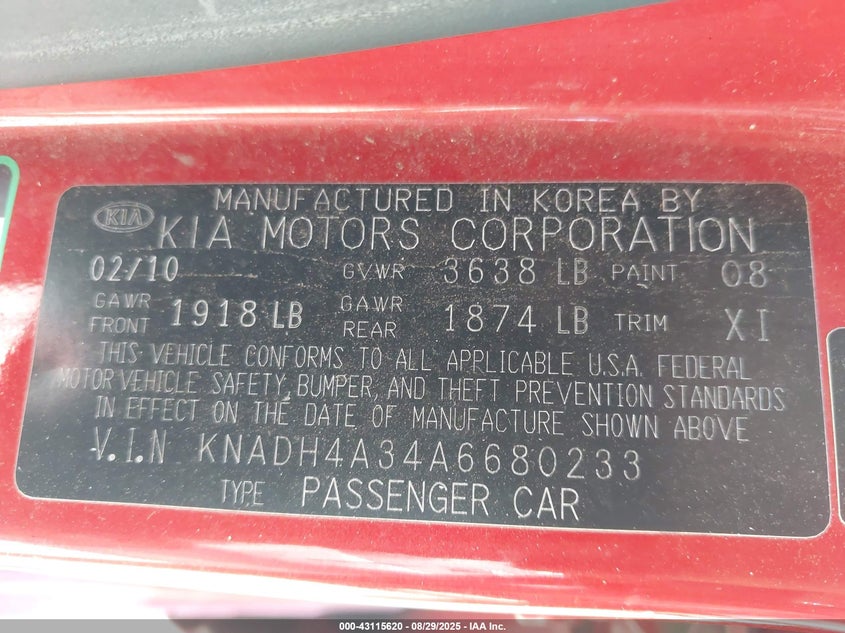 MANUFACTURED IN KOREA BY
KIA
KIA MOTORS CORPORATION
02/10 GVWR 3638 LB PAINT 08
GAWR FRONT 1918 LB GAWR REAR 1874 LB TRIM XI
THIS VEHICLE CONFORMS TO ALL APPLICABLE U.S.A. FEDERAL
MOTOR VEHICLE SAFETY, BUMPER, AND THEFT PREVENTION STANDARDS
IN EFFECT ON THE DATE OF MANUFACTURE SHOWN ABOVE
V.I.N KNADH4A34A6680233
TYPE PASSENGER CAR
000-43115620 - 08/29/2025 - IAA Inc.